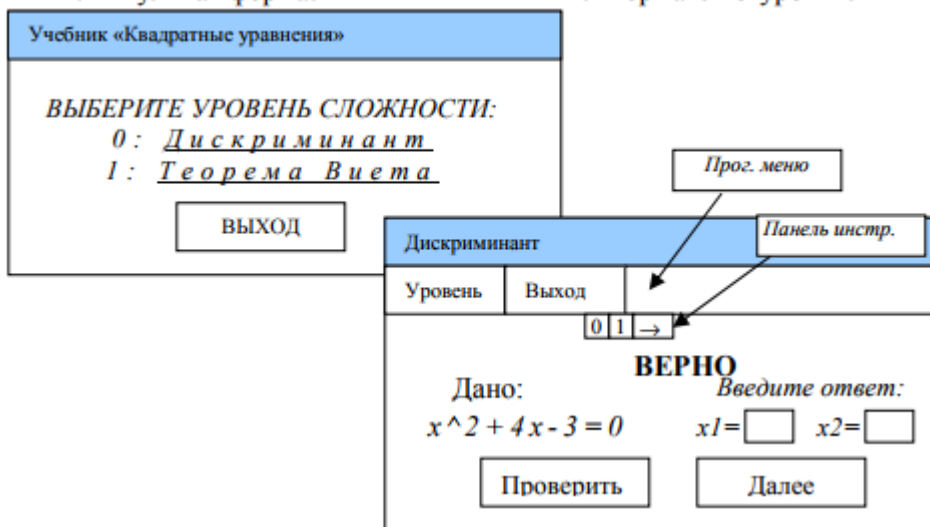 Учебник «Квадратные уравнения»
ВЫБЕРИТЕ УРОВЕНЬ СЛОЖНОСТИ:
0 : Дискриминант
1 : Теорема Виета
ВЫХОД
Прог. меню
Панель инстр.
Дискриминант
Уровень Выход
0 1 →
ВЕРНО
Дано: Введите ответ:
x^2 + 4x - 3 = 0 x1= x2=
Проверить Далее